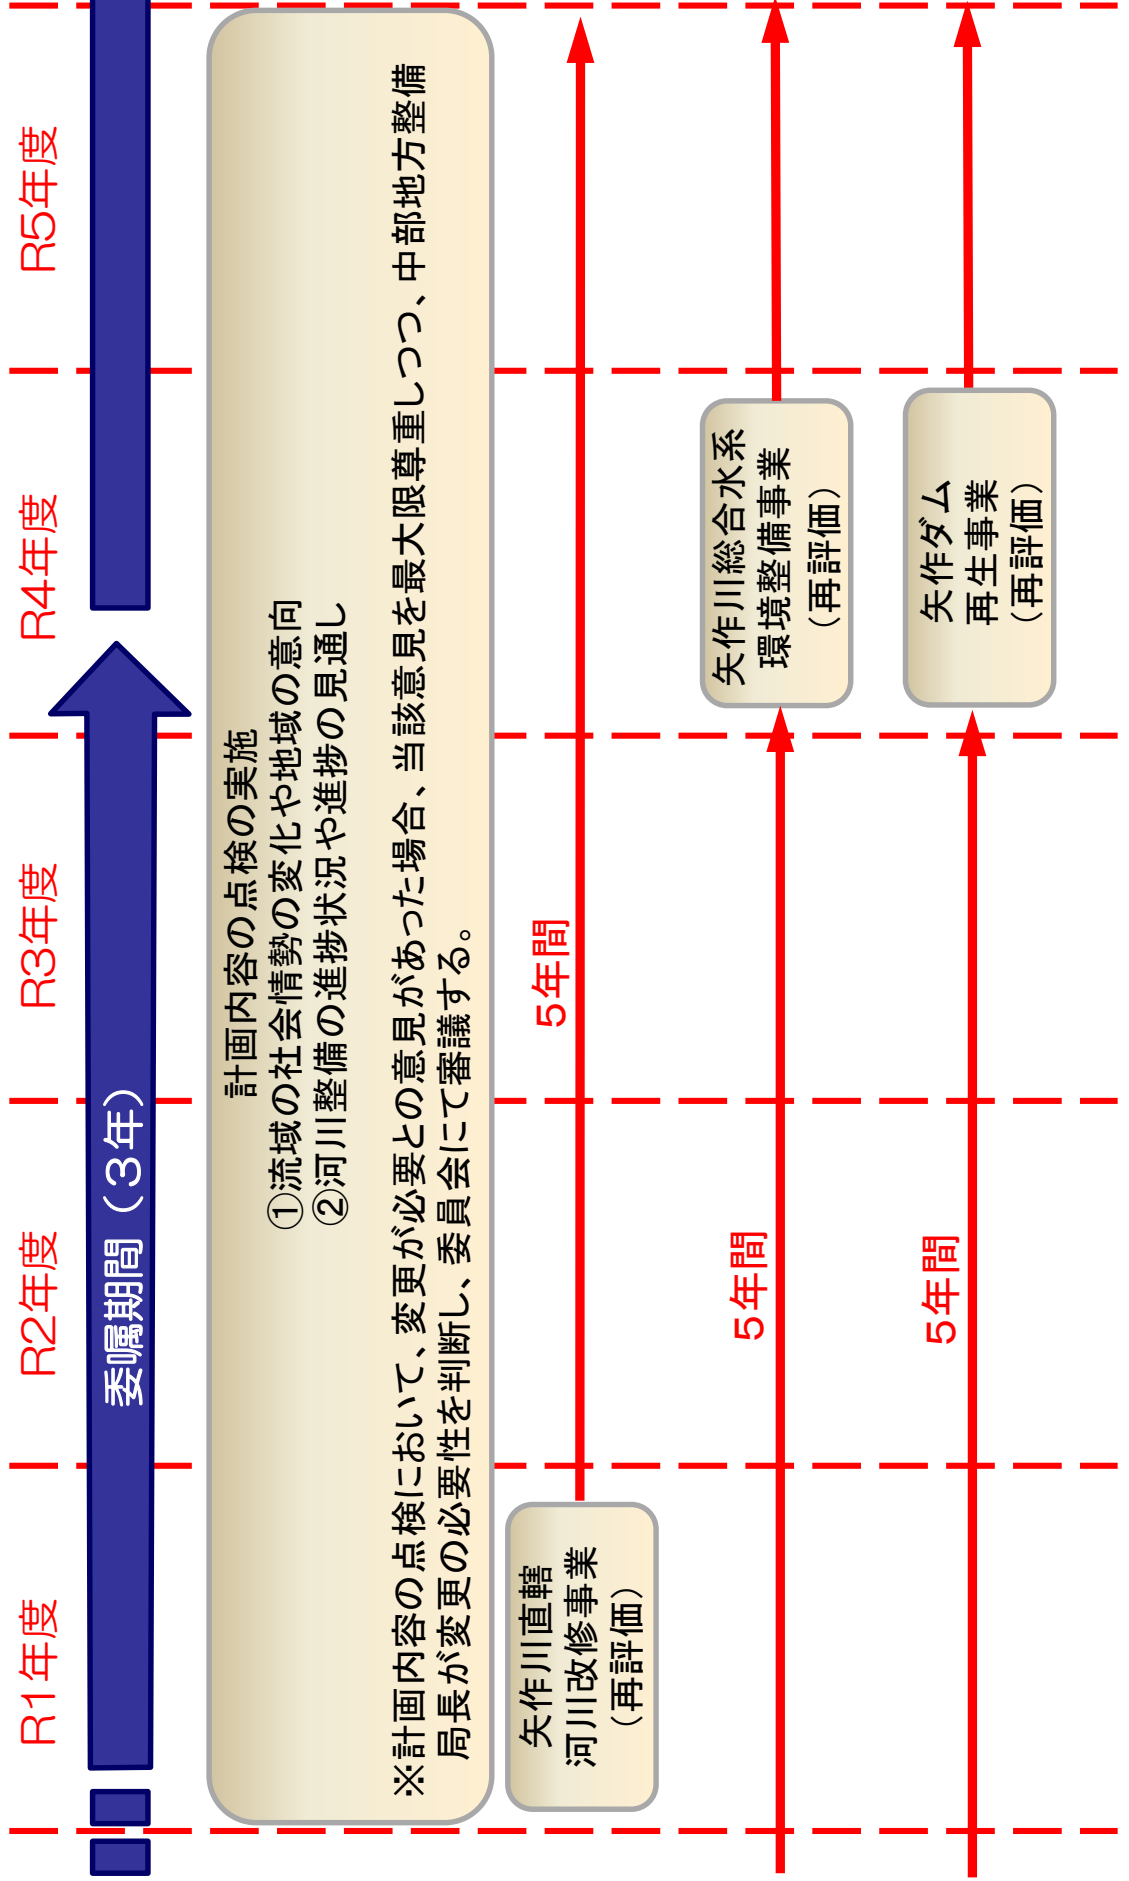 R1年度
R2年度
R3年度
R4年度
R5年度
委嘱期間（3年）
計画内容の点検の実施
①流域の社会情勢の変化や地域の意向
②河川整備の進捗状況や進捗の見通し
※計画内容の点検において、変更が必要との意見があった場合、当該意見を最大限尊重しつつ、中部地方整備
局長が変更の必要性を判断し、委員会にて審議する。
矢作川直轄
河川改修事業
（再評価）
5年間
5年間
矢作川総合水系
環境整備事業
（再評価）
5年間
矢作ダム
再生事業
（再評価）